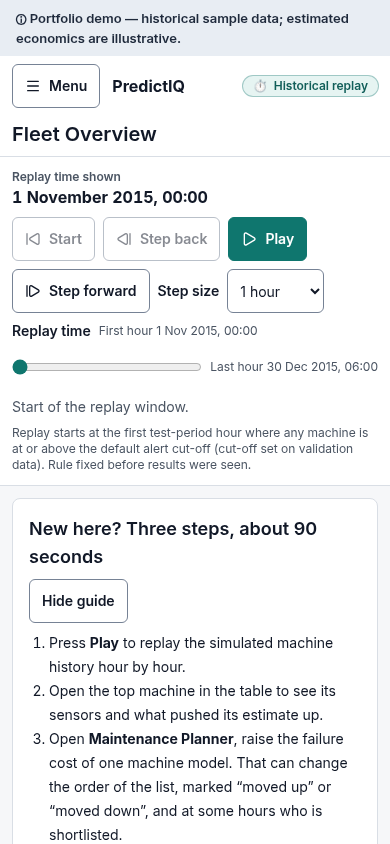 Portfolio demo — historical sample data; estimated
economics are illustrative.
Menu
PredictIQ
Historical replay
Fleet Overview
Replay time shown
1 November 2015, 00:00
Start
Step back
Play
Step forward
Step size
1 hour
Replay time
First hour 1 Nov 2015, 00:00
Last hour 30 Dec 2015, 06:00
Start of the replay window.
Replay starts at the first test-period hour where any machine is
at or above the default alert cut-off (cut-off set on validation
data). Rule fixed before results were seen.
New here? Three steps, about 90
seconds
Hide guide
1. Press Play to replay the simulated machine
history hour by hour.
2. Open the top machine in the table to see its
sensors and what pushed its estimate up.
3. Open Maintenance Planner, raise the failure
cost of one machine model. That can change
the order of the list, marked “moved up” or
“moved down”, and at some hours who is
shortlisted.